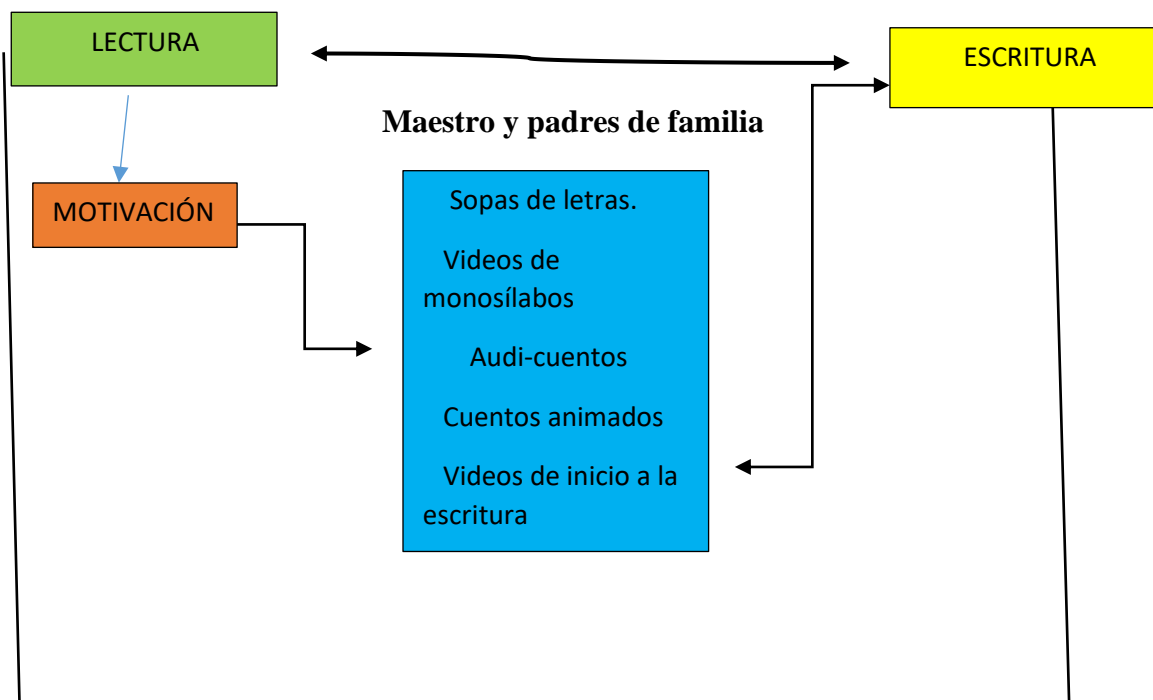 LECTURA
ESCRITURA
Maestro y padres de familia
MOTIVACIÓN
Sopas de letras.
Videos de
monosílabos
Audi-cuentos
Cuentos animados
Videos de inicio a la
escritura